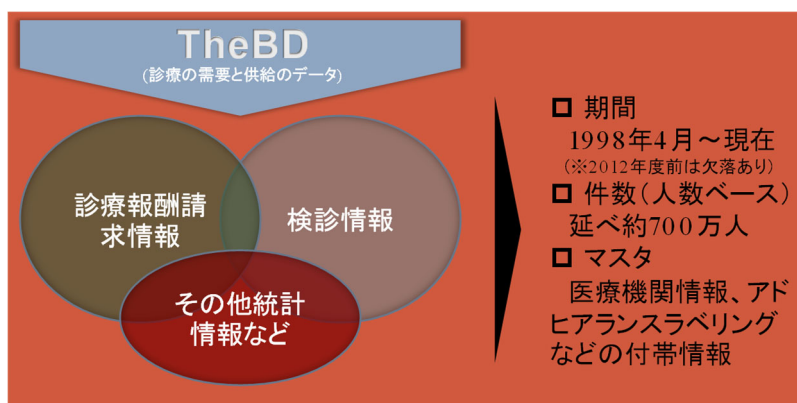 TheBD
(診療の需要と供給のデータ)
診療報酬請
求情報
検診情報
その他統計
情報など
□ 期間
1998年4月～現在
(※2012年度前は欠落あり)
□ 件数(人数ベース)
延べ約700万人
□ マスタ
医療機関情報、アド
ヒアランスラベリング
などの付帯情報